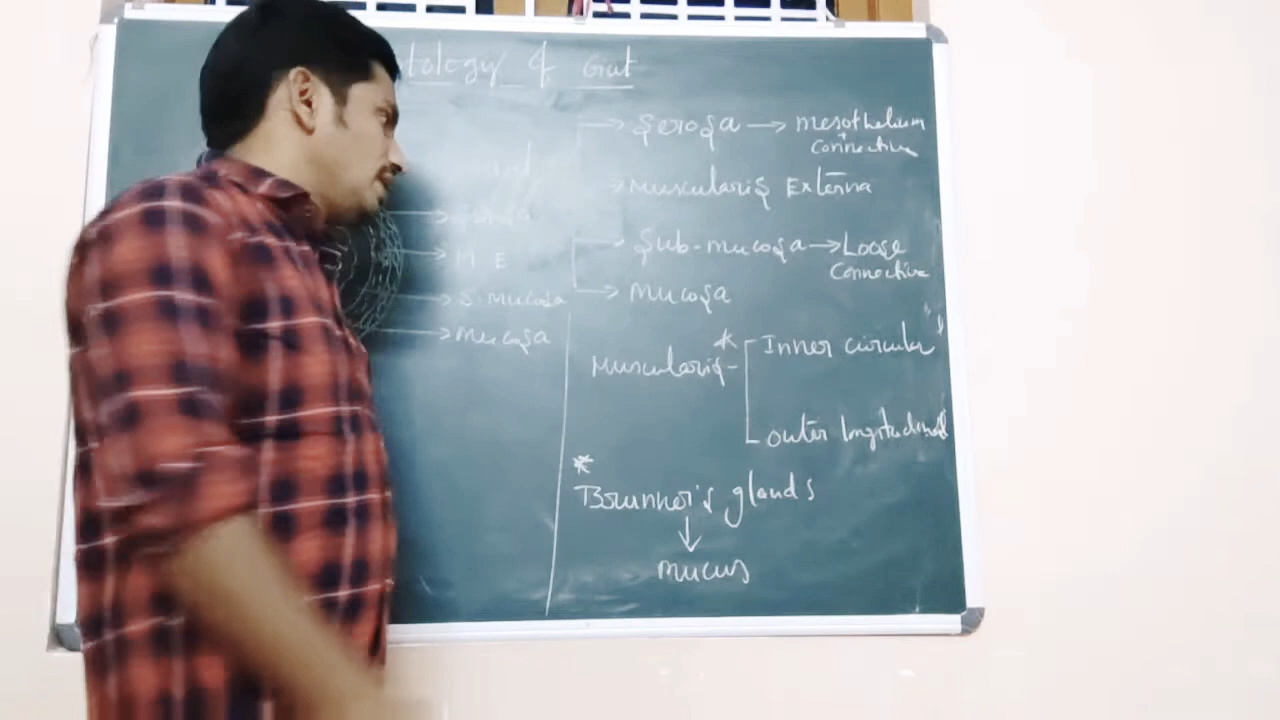 tology of Gut
Serosa → Mesothelium
+
Connective
Muscularis Externa
M E
Sub-mucosa → Loose
Connective
S. Mucosa
Mucosa
Mucosa
* Inner circular
Muscularis -
Outer longitudinal
*
Brunner's glands
↓
Mucus